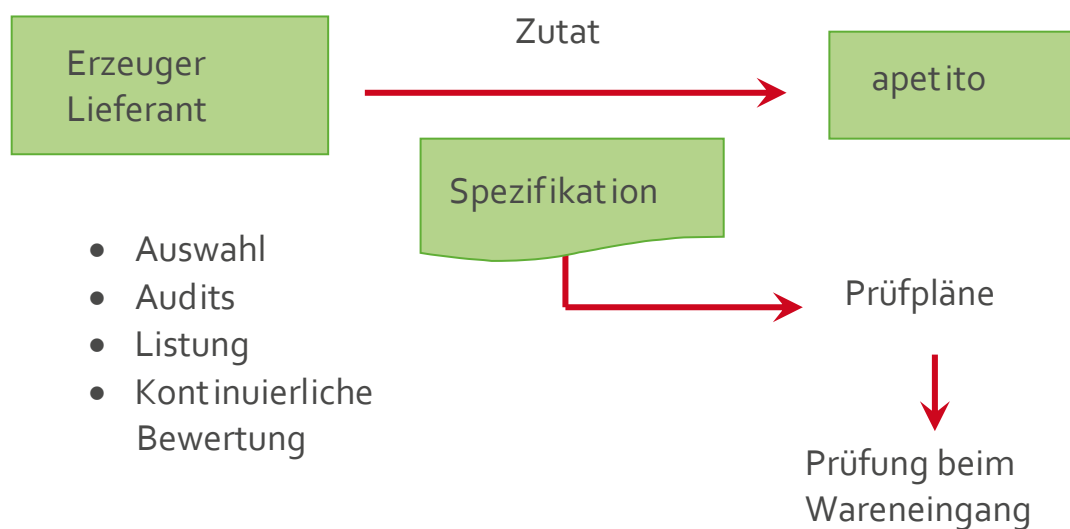 Zutat
Erzeuger
Lieferant
apetito
Spezifikation
• Auswahl
• Audits
• Listung
• Kontinuierliche
Bewertung
Prüfpläne
Prüfung beim
Wareneingang